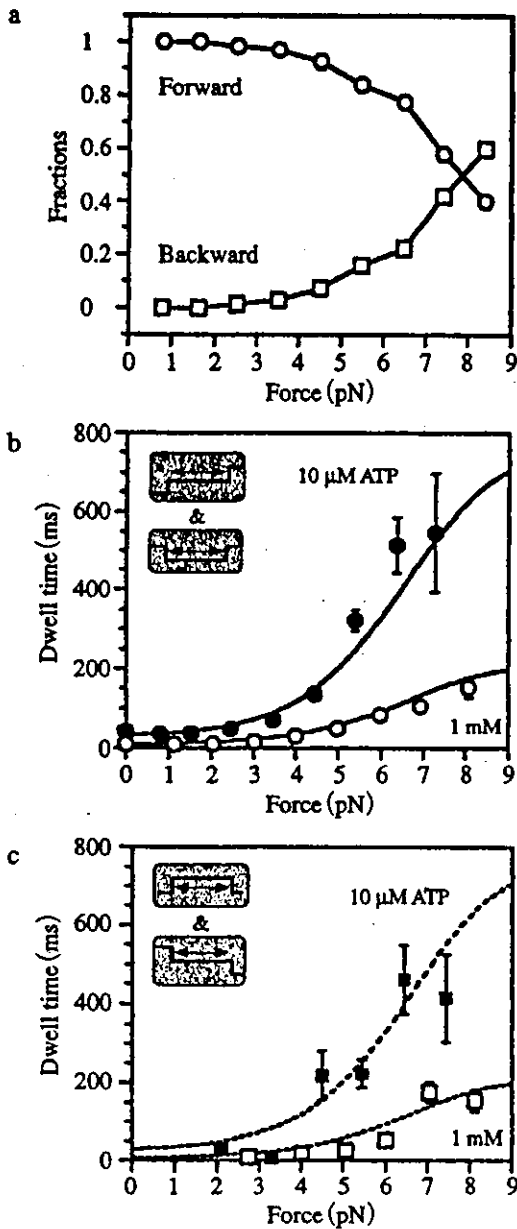 a
1
0.8
Forward
0.6
Fractions
0.4
Backward
0.2
0
0 1 2 3 4 5 6 7 8 9
Force (pN)
b
800
10 μM ATP
&
600
Dwell time (ms)
400
200
1 mM
0
0 1 2 3 4 5 6 7 8 9
Force (pN)
c
800
10 μM ATP
&
600
Dwell time (ms)
400
200
1 mM
0
0 1 2 3 4 5 6 7 8 9
Force (pN)